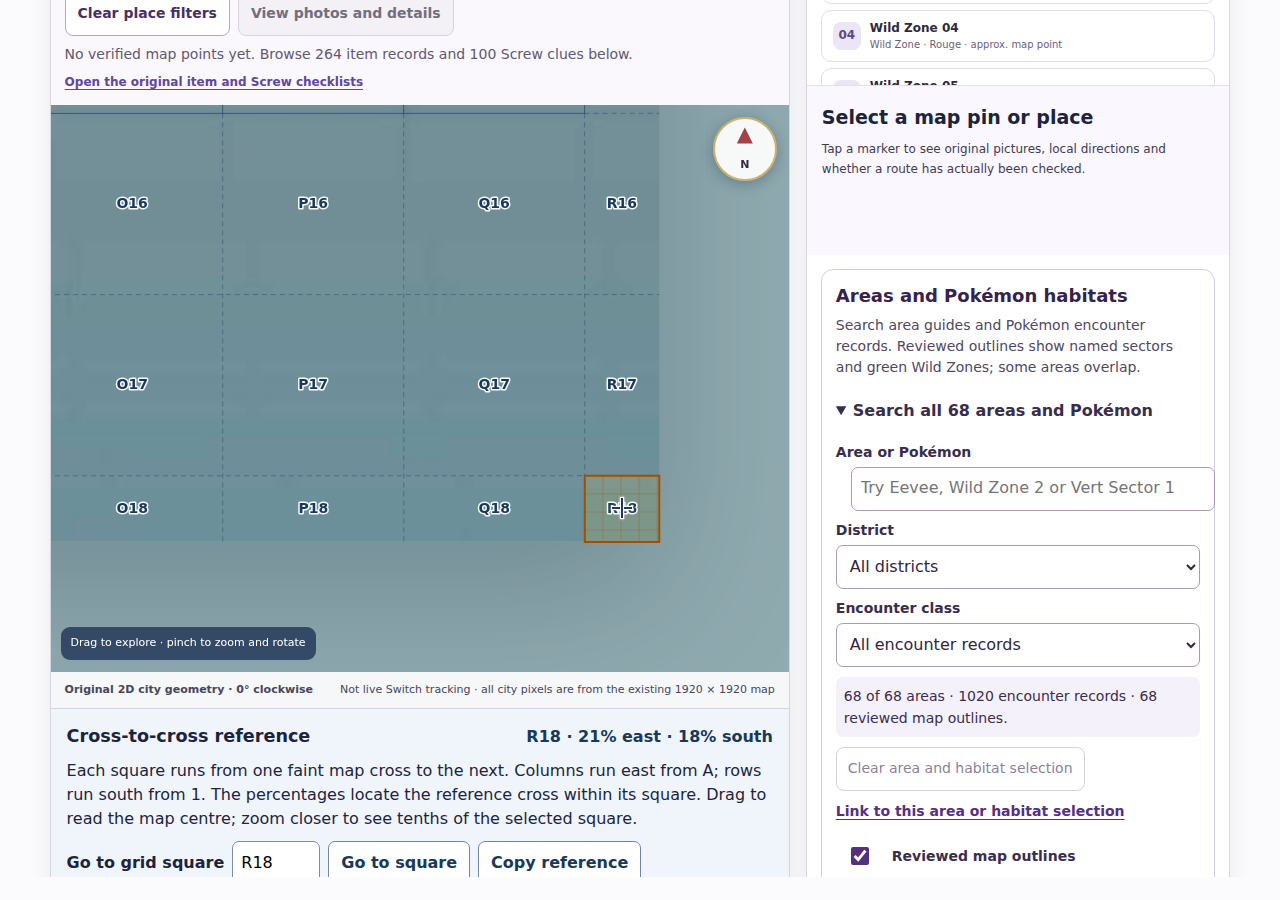 Clear place filters
View photos and details
No verified map points yet. Browse 264 item records and 100 Screw clues below.
Open the original item and Screw checklists
N
O16 P16 Q16 R16
O17 P17 Q17 R17
O18 P18 Q18
Drag to explore · pinch to zoom and rotate
Original 2D city geometry · 0° clockwise
Not live Switch tracking · all city pixels are from the existing 1920 × 1920 map
Cross-to-cross reference
R18 · 21% east · 18% south
Each square runs from one faint map cross to the next. Columns run east from A; rows
run south from 1. The percentages locate the reference cross within its square. Drag to
read the map centre; zoom closer to see tenths of the selected square.
Go to grid square
R18
Go to square
Copy reference
04
Wild Zone 04
Wild Zone · Rouge · approx. map point
Wild Zone 05
Select a map pin or place
Tap a marker to see original pictures, local directions and
whether a route has actually been checked.
Areas and Pokémon habitats
Search area guides and Pokémon encounter
records. Reviewed outlines show named sectors
and green Wild Zones; some areas overlap.
Search all 68 areas and Pokémon
Area or Pokémon
Try Eevee, Wild Zone 2 or Vert Sector 1
District
All districts
Encounter class
All encounter records
68 of 68 areas · 1020 encounter records · 68
reviewed map outlines.
Clear area and habitat selection
Link to this area or habitat selection
Reviewed map outlines